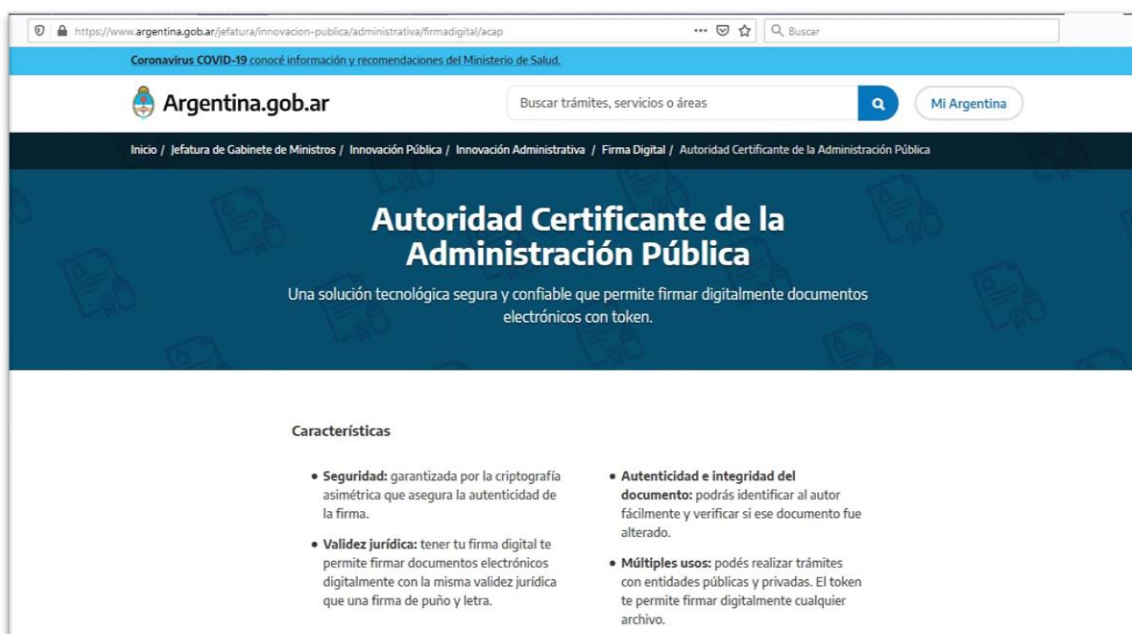 https://www.argentina.gob.ar/jefatura/innovacion-publica/administrativa/firmadigital/acap
Buscar
Coronavirus COVID-19 conocé información y recomendaciones del Ministerio de Salud.
Argentina.gob.ar
Buscar trámites, servicios o áreas
Mi Argentina
Inicio / Jefatura de Gabinete de Ministros / Innovación Pública / Innovación Administrativa / Firma Digital / Autoridad Certificante de la Administración Pública
Autoridad Certificante de la
Administración Pública
Una solución tecnológica segura y confiable que permite firmar digitalmente documentos
electrónicos con token.
Características
• Seguridad: garantizada por la criptografía
asimétrica que asegura la autenticidad de
la firma.
• Validez jurídica: tener tu firma digital te
permite firmar documentos electrónicos
digitalmente con la misma validez jurídica
que una firma de puño y letra.
• Autenticidad e integridad del
documento: podrás identificar al autor
fácilmente y verificar si ese documento fue
alterado.
• Múltiples usos: podés realizar trámites
con entidades públicas y privadas. El token
te permite firmar digitalmente cualquier
archivo.